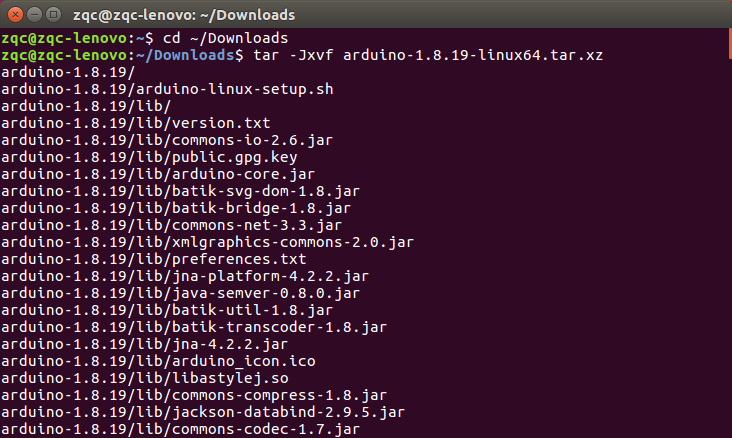 zqc@zqc-lenovo: ~/Downloads
zqc@zqc-lenovo:~$ cd ~/Downloads
zqc@zqc-lenovo:~/Downloads$ tar -Jxvf arduino-1.8.19-linux64.tar.xz
arduino-1.8.19/
arduino-1.8.19/arduino-linux-setup.sh
arduino-1.8.19/lib/
arduino-1.8.19/lib/version.txt
arduino-1.8.19/lib/commons-io-2.6.jar
arduino-1.8.19/lib/public.gpg.key
arduino-1.8.19/lib/arduino-core.jar
arduino-1.8.19/lib/batik-svg-dom-1.8.jar
arduino-1.8.19/lib/batik-bridge-1.8.jar
arduino-1.8.19/lib/commons-net-3.3.jar
arduino-1.8.19/lib/xmlgraphics-commons-2.0.jar
arduino-1.8.19/lib/preferences.txt
arduino-1.8.19/lib/jna-platform-4.2.2.jar
arduino-1.8.19/lib/java-semver-0.8.0.jar
arduino-1.8.19/lib/batik-util-1.8.jar
arduino-1.8.19/lib/batik-transcoder-1.8.jar
arduino-1.8.19/lib/jna-4.2.2.jar
arduino-1.8.19/lib/arduino_icon.ico
arduino-1.8.19/lib/libastylej.so
arduino-1.8.19/lib/commons-compress-1.8.jar
arduino-1.8.19/lib/jackson-databind-2.9.5.jar
arduino-1.8.19/lib/commons-codec-1.7.jar